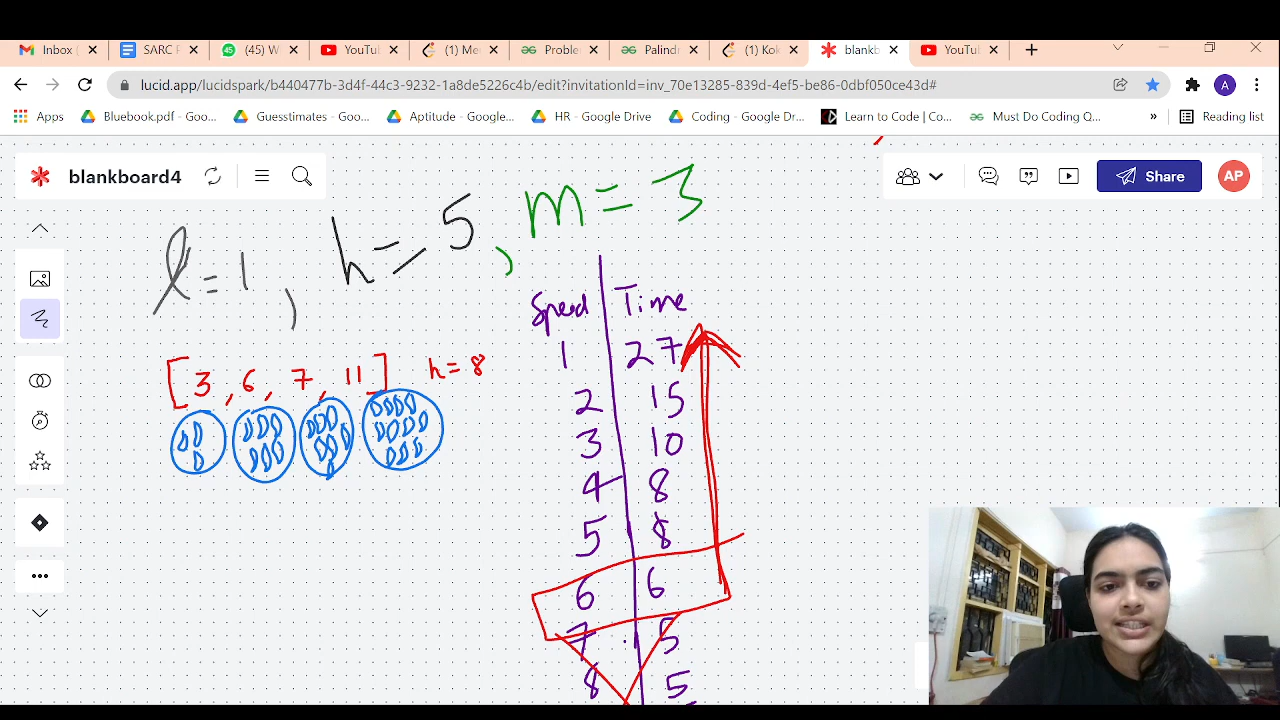 Inbox (
SARC F
(45) W
YouTu
(1) Me
Proble
Palind
(1) Kok
blankb
YouTu
lucid.app/lucidspark/b440477b-3d4f-44c3-9232-1a8de5226c4b/edit?invitationId=inv_70e13285-839d-4ef5-be86-0dbf050ce43d#
A
Apps
Bluebook.pdf - Goo...
Guesstimates - Goo...
Aptitude - Google...
HR - Google Drive
Coding - Google Dr...
Learn to Code | Co...
Must Do Coding Q...
»
Reading list
blankboard4
Share
AP
l=1, h=5, m=3
Speed Time
1 27
[3, 6, 7, 11] h=8
2 15
3 10
4 8
5 8
6 6
7 5
8 5